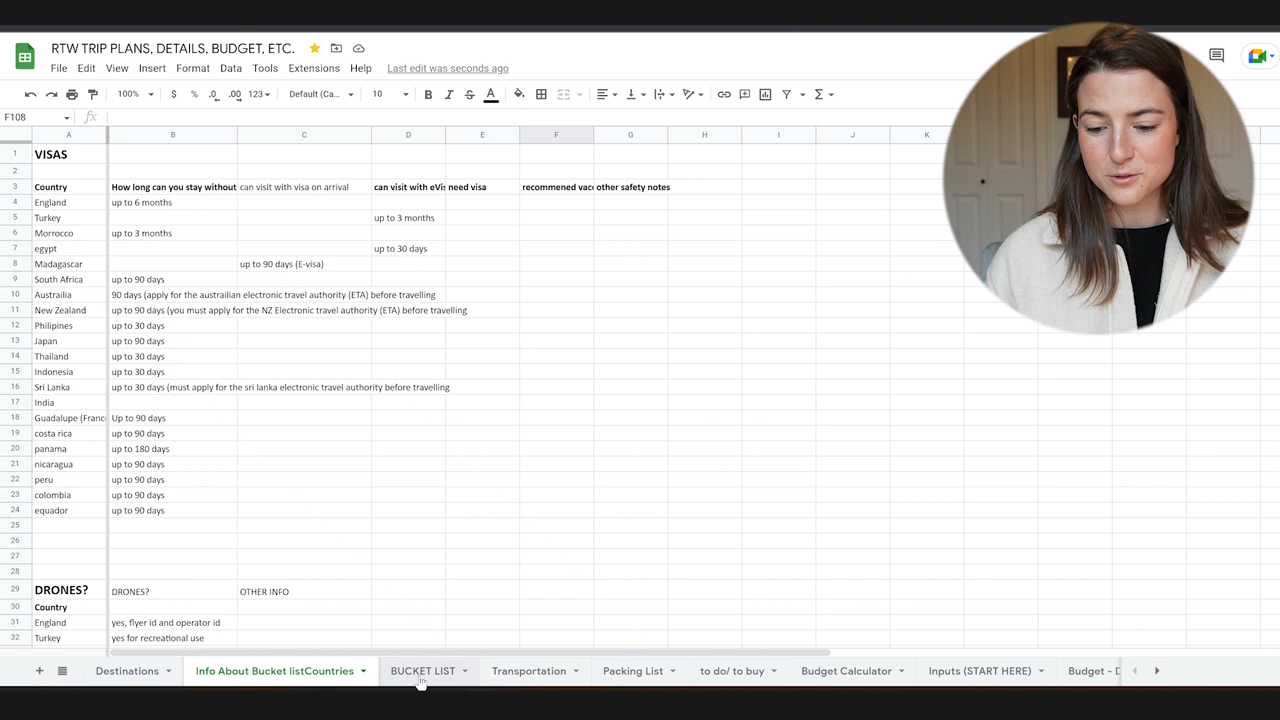 RTW TRIP PLANS, DETAILS, BUDGET, ETC.
File Edit View Insert Format Data Tools Extensions Help Last edit was seconds ago
100% $ % .0 .00 123 Default (Ca... 10 B I S A
F108 fx
A B C D E F G H I J K
1 VISAS
2
3 Country How long can you stay without can visit with visa on arrival can visit with eVis need visa recommened vacc other safety notes
4 England up to 6 months
5 Turkey up to 3 months
6 Morrocco up to 3 months
7 egypt up to 30 days
8 Madagascar up to 90 days (E-visa)
9 South Africa up to 90 days
10 Austrailia 90 days (apply for the austrailian electronic travel authority (ETA) before travelling
11 New Zealand up to 90 days (you must apply for the NZ Electronic travel authority (ETA) before travelling
12 Philipines up to 30 days
13 Japan up to 90 days
14 Thailand up to 30 days
15 Indonesia up to 30 days
16 Sri Lanka up to 30 days (must apply for the sri lanka electronic travel authority before travelling
17 India
18 Guadalupe (Franc Up to 90 days
19 costa rica up to 90 days
20 panama up to 180 days
21 nicaragua up to 90 days
22 peru up to 90 days
23 colombia up to 90 days
24 equador up to 90 days
25
26
27
28
29 DRONES? DRONES? OTHER INFO
30 Country
31 England yes, flyer id and operator id
32 Turkey yes for recreational use
Destinations Info About Bucket listCountries BUCKET LIST Transportation Packing List to do/ to buy Budget Calculator Inputs (START HERE) Budget -